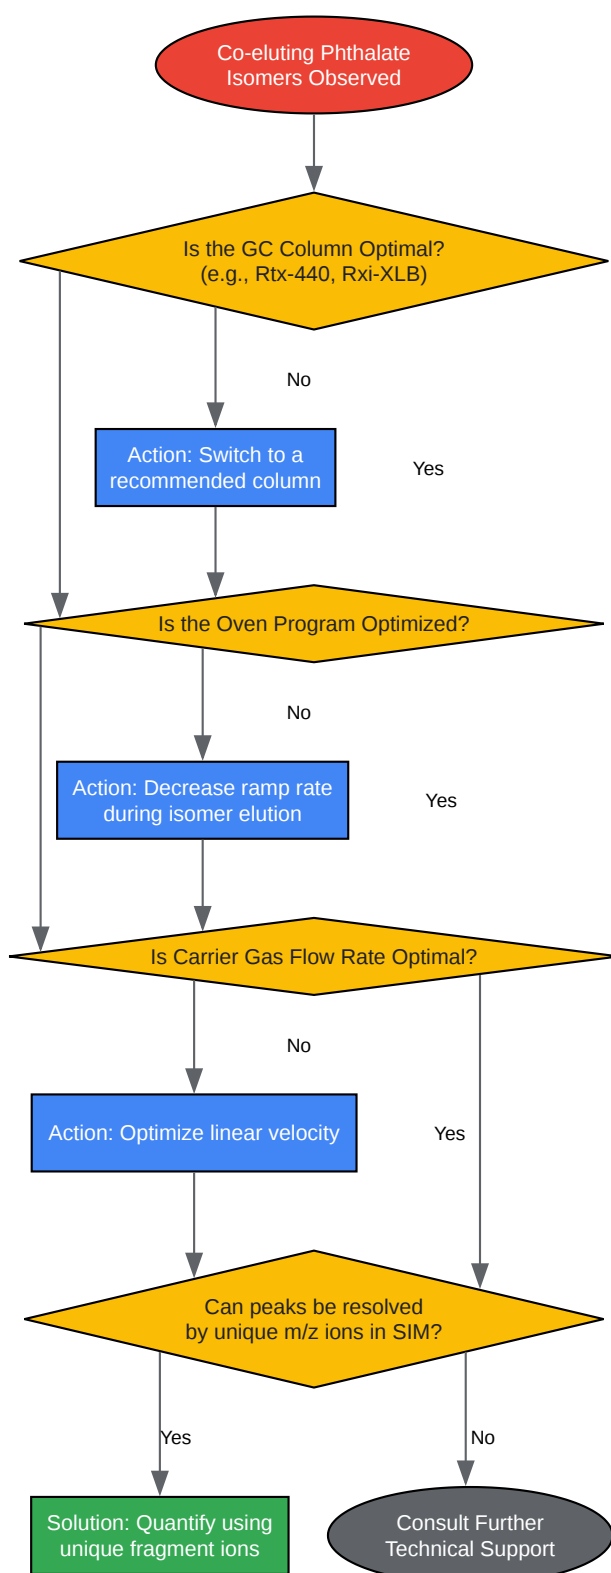 Co-eluting Phthalate
Isomers Observed
Is the GC Column Optimal?
(e.g., Rtx-440, Rxi-XLB)
No
Action: Switch to a
recommended column
Yes
Is the Oven Program Optimized?
No
Action: Decrease ramp rate
during isomer elution
Yes
Is Carrier Gas Flow Rate Optimal?
No
Action: Optimize linear velocity
Yes
Can peaks be resolved
by unique m/z ions in SIM?
Yes
No
Solution: Quantify using
unique fragment ions
Consult Further
Technical Support